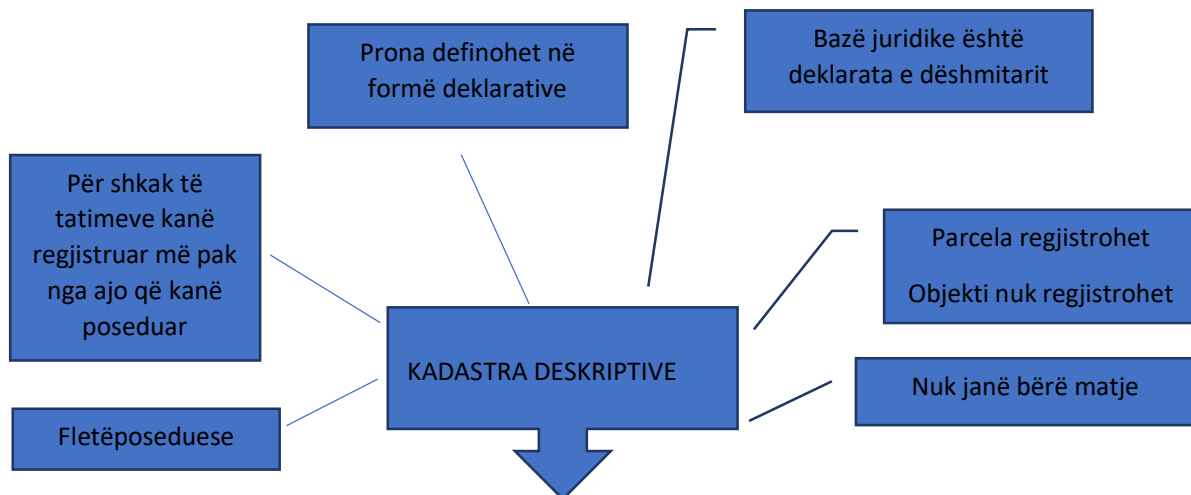 Prona definohet në
formë deklarative
Bazë juridike është
deklarata e dëshmitarit
Për shkak të
tatimeve kanë
regjistruar më pak
nga ajo që kanë
poseduar
Parcela regjistrohet
Objekti nuk regjistrohet
KADASTRA DESKRIPTIVE
Nuk janë bërë matje
Fletëposeduese